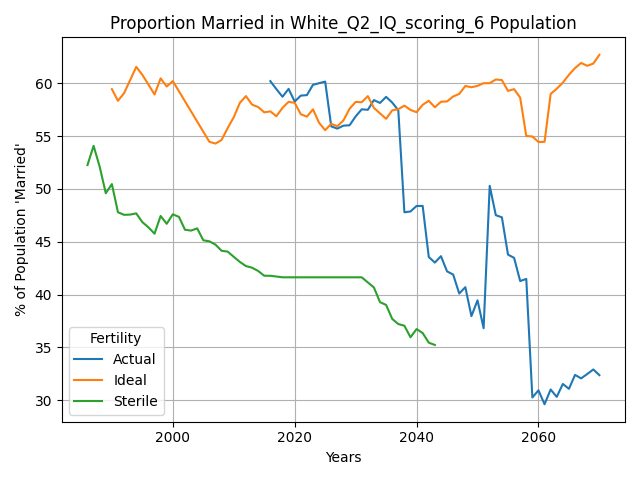 Proportion Married in White_Q2_IQ_scoring_6 Population
% of Population 'Married'
60
55
50
45
40
35
30
Fertility
Actual
Ideal
Sterile
2000
2020
2040
2060
Years